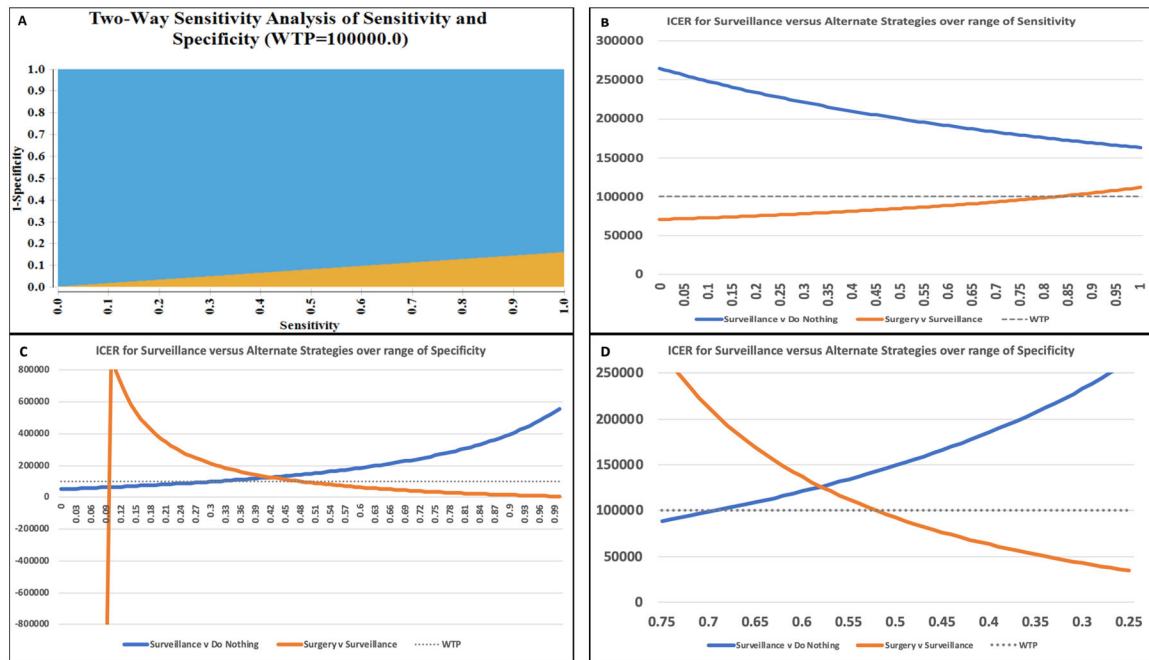 A
Two-Way Sensitivity Analysis of Sensitivity and
Specificity (WTP=100000.0)
1-Specificity
1.0
0.9
0.8
0.7
0.6
0.5
0.4
0.3
0.2
0.1
0.0
0.0 0.1 0.2 0.3 0.4 0.5 0.6 0.7 0.8 0.9 1.0
Sensitivity
B
ICER for Surveillance versus Alternate Strategies over range of Sensitivity
300000
250000
200000
150000
100000
50000
0
0 0.05 0.1 0.15 0.2 0.25 0.3 0.35 0.4 0.45 0.5 0.55 0.6 0.65 0.7 0.75 0.8 0.85 0.9 0.95 1
Surveillance v Do Nothing Surgery v Surveillance WTP
C
ICER for Surveillance versus Alternate Strategies over range of Specificity
800000
600000
400000
200000
0
-200000
-400000
-600000
-800000
0 0.03 0.06 0.09 0.12 0.15 0.18 0.21 0.24 0.27 0.3 0.33 0.36 0.39 0.42 0.45 0.48 0.51 0.54 0.57 0.6 0.63 0.66 0.69 0.72 0.75 0.78 0.81 0.84 0.87 0.9 0.93 0.96 0.99
Surveillance v Do Nothing Surgery v Surveillance WTP
D
ICER for Surveillance versus Alternate Strategies over range of Specificity
250000
200000
150000
100000
50000
0
0.75 0.7 0.65 0.6 0.55 0.5 0.45 0.4 0.35 0.3 0.25
Surveillance v Do Nothing Surgery v Surveillance WTP